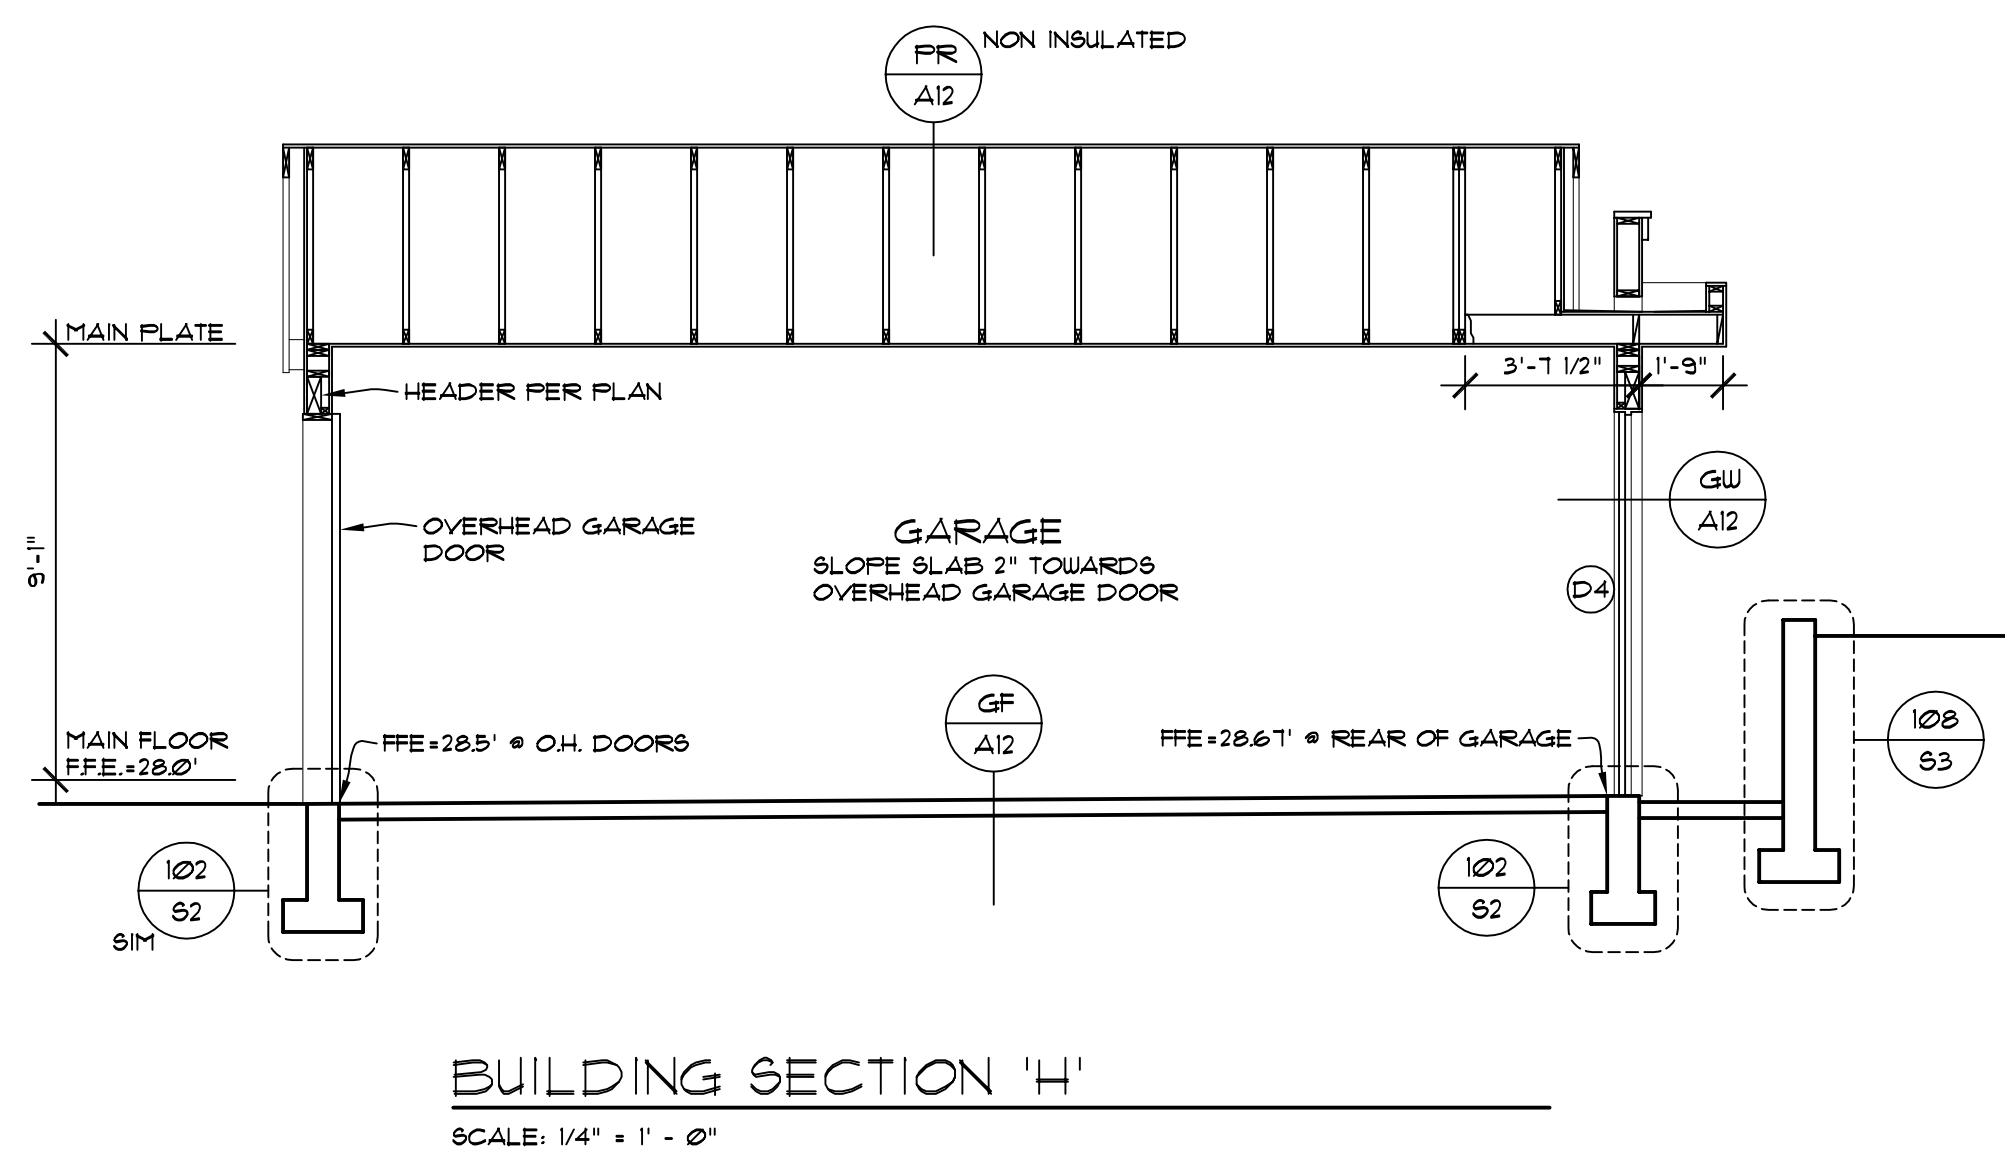 PR
A12
NON INSULATED
MAIN PLATE
HEADER PER PLAN
3'-7 1/2"
1'-9"
GW
A12
OVERHEAD GARAGE
DOOR
GARAGE
SLOPE SLAB 2" TOWARDS
OVERHEAD GARAGE DOOR
9'-1"
D4
MAIN FLOOR
F.F.E.=28.0'
FFE=28.5' @ O.H. DOORS
GF
A12
FFE=28.67' @ REAR OF GARAGE
108
S3
102
S2
SIM
102
S2
BUILDING SECTION 'H'
SCALE: 1/4" = 1' - 0"